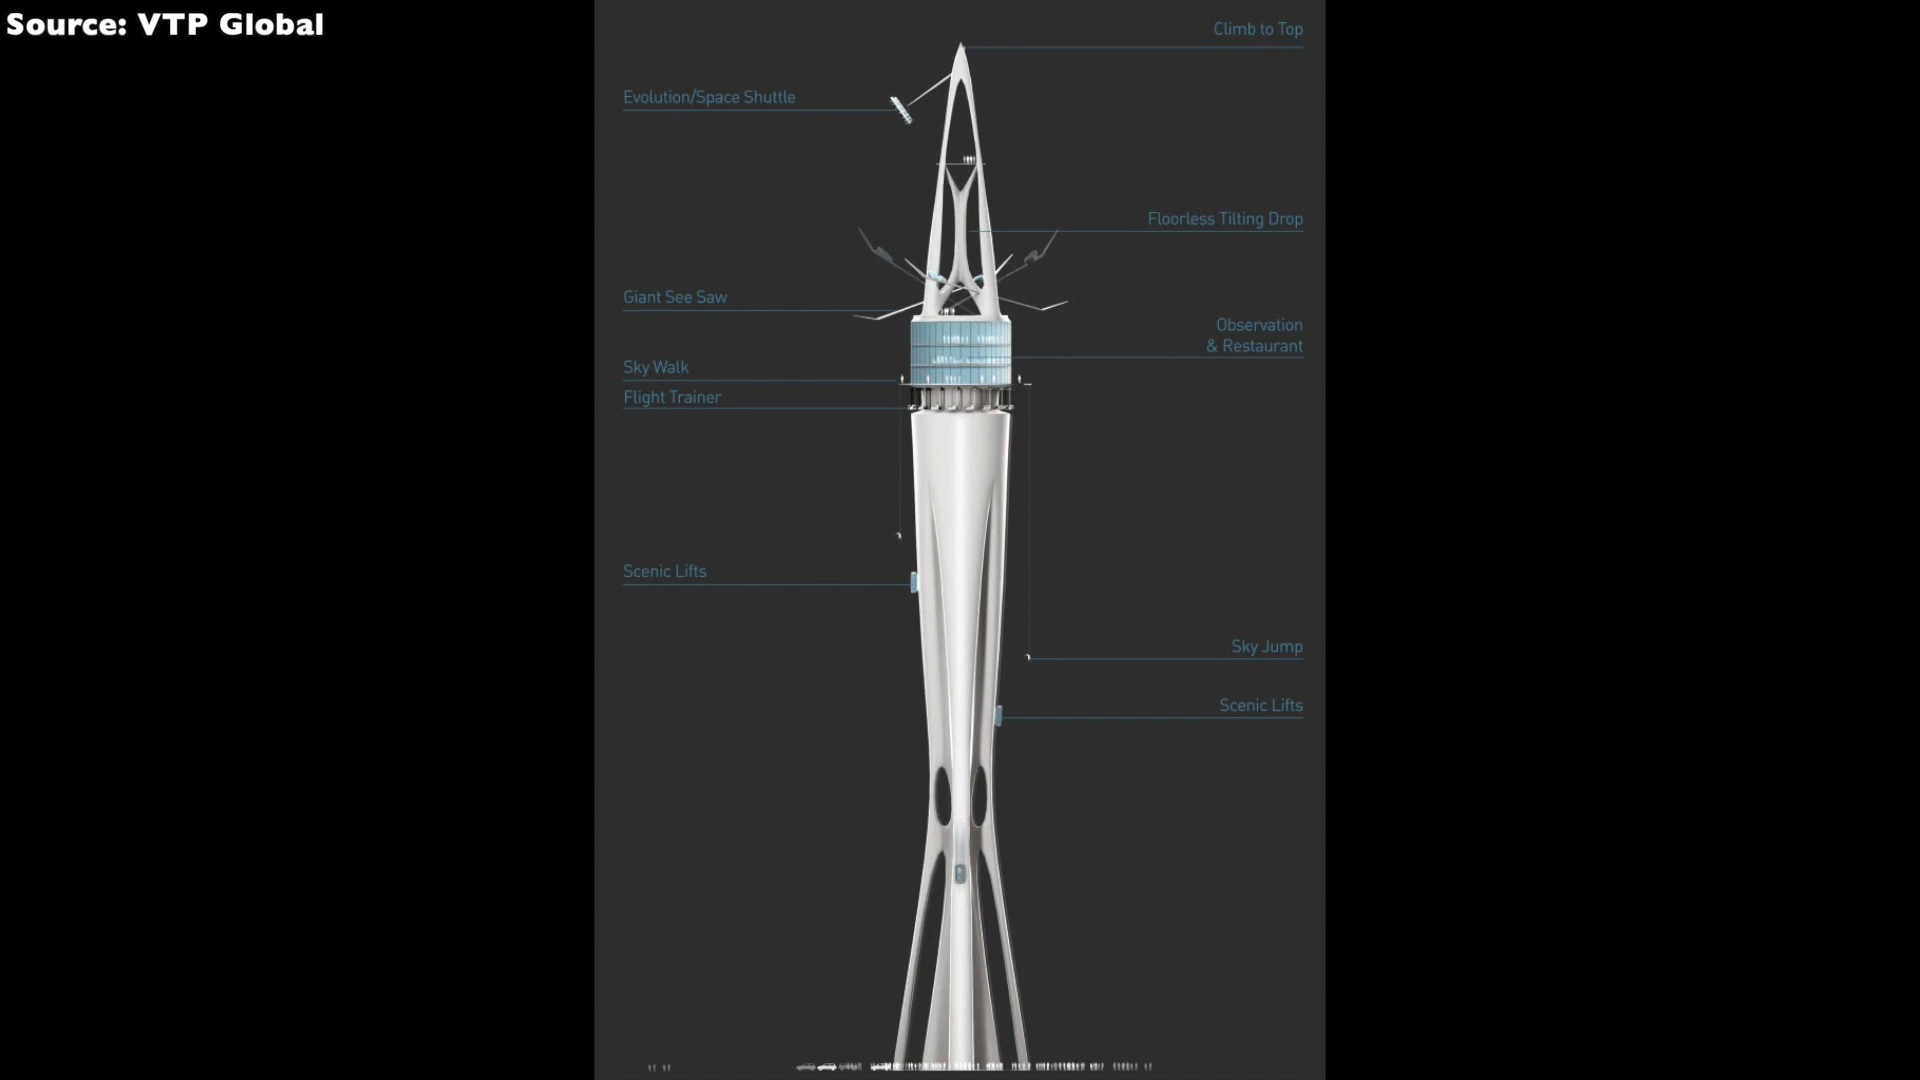 Source: VTP Global
Climb to Top
Evolution/Space Shuttle
Floorless Tilting Drop
Giant See Saw
Observation
& Restaurant
Sky Walk
Flight Trainer
Scenic Lifts
Sky Jump
Scenic Lifts